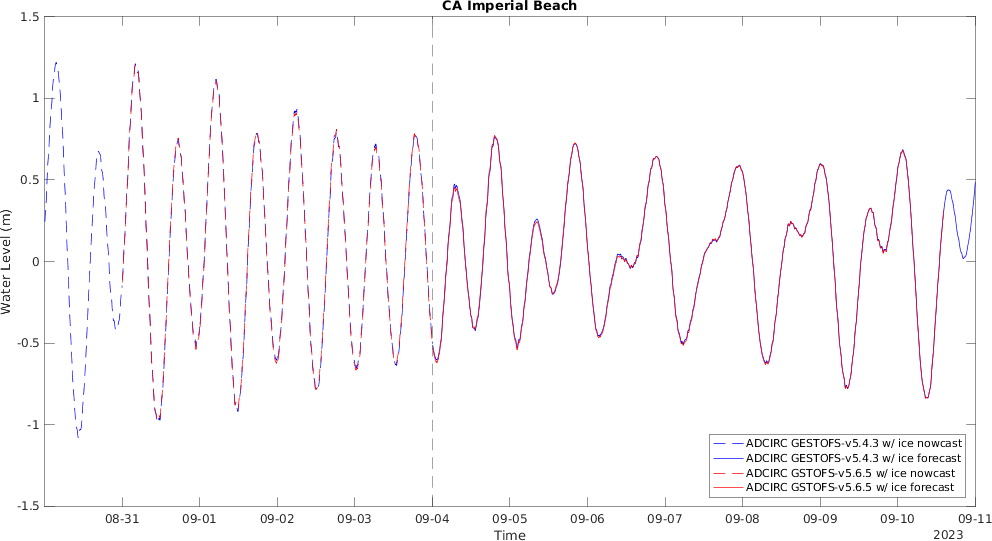 CA Imperial Beach
1.5
1
0.5
0
-0.5
-1
-1.5
Water Level (m)
08-31 09-01 09-02 09-03 09-04 09-05 09-06 09-07 09-08 09-09 09-10 09-11
Time
2023
ADCIRC GESTOFS-v5.4.3 w/ ice nowcast
ADCIRC GESTOFS-v5.4.3 w/ ice forecast
ADCIRC GSTOFS-v5.6.5 w/ ice nowcast
ADCIRC GSTOFS-v5.6.5 w/ ice forecast